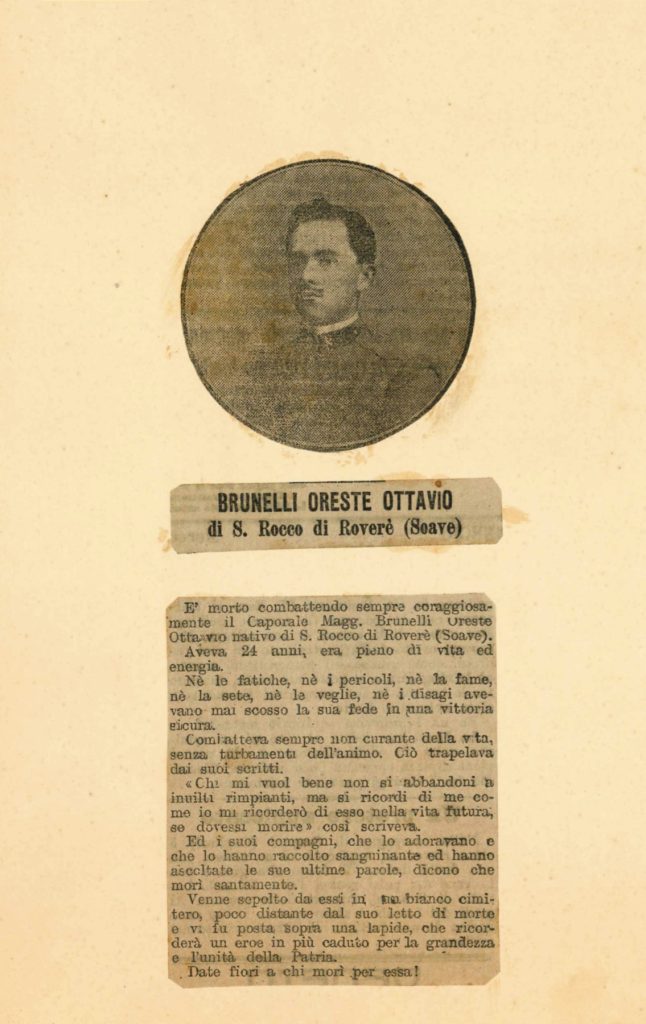 BRUNELLI ORESTE OTTAVIO
di S. Rocco di Roverè (Soave)
E' morto combattendo sempre coraggiosa-
mente il Caporale Magg. Brunelli Oreste
Ottavio nativo di S. Rocco di Roverè (Soave).
Aveva 24 anni, era pieno di vita ed
energia.
Nè le fatiche, nè i pericoli, nè la fame,
nè la sete, nè le veglie, nè i disagi ave-
vano mai scosso la sua fede in una vittoria
sicura.
Combatteva sempre non curante della vita,
senza turbamenti dell'animo. Ciò trapelava
dai suoi scritti.
«Chi mi vuol bene non si abbandoni a
inuilti rimpianti, ma si ricordi di me co-
me io mi ricorderò di esso nella vita futura,
se dovessi morire» così scriveva.
Ed i suoi compagni, che lo adoravano e
che lo hanno raccolto sanguinante ed hanno
ascoltate le sue ultime parole, dicono che
morì santamente.
Venne sepolto da essi in un bianco cimi-
tero, poco distante dal suo letto di morte
e vi fu posta sopra una lapide, che ricor-
derà un eroe in più caduto per la grandezza
e l'unità della Patria.
Date fiori a chi morì per essa!